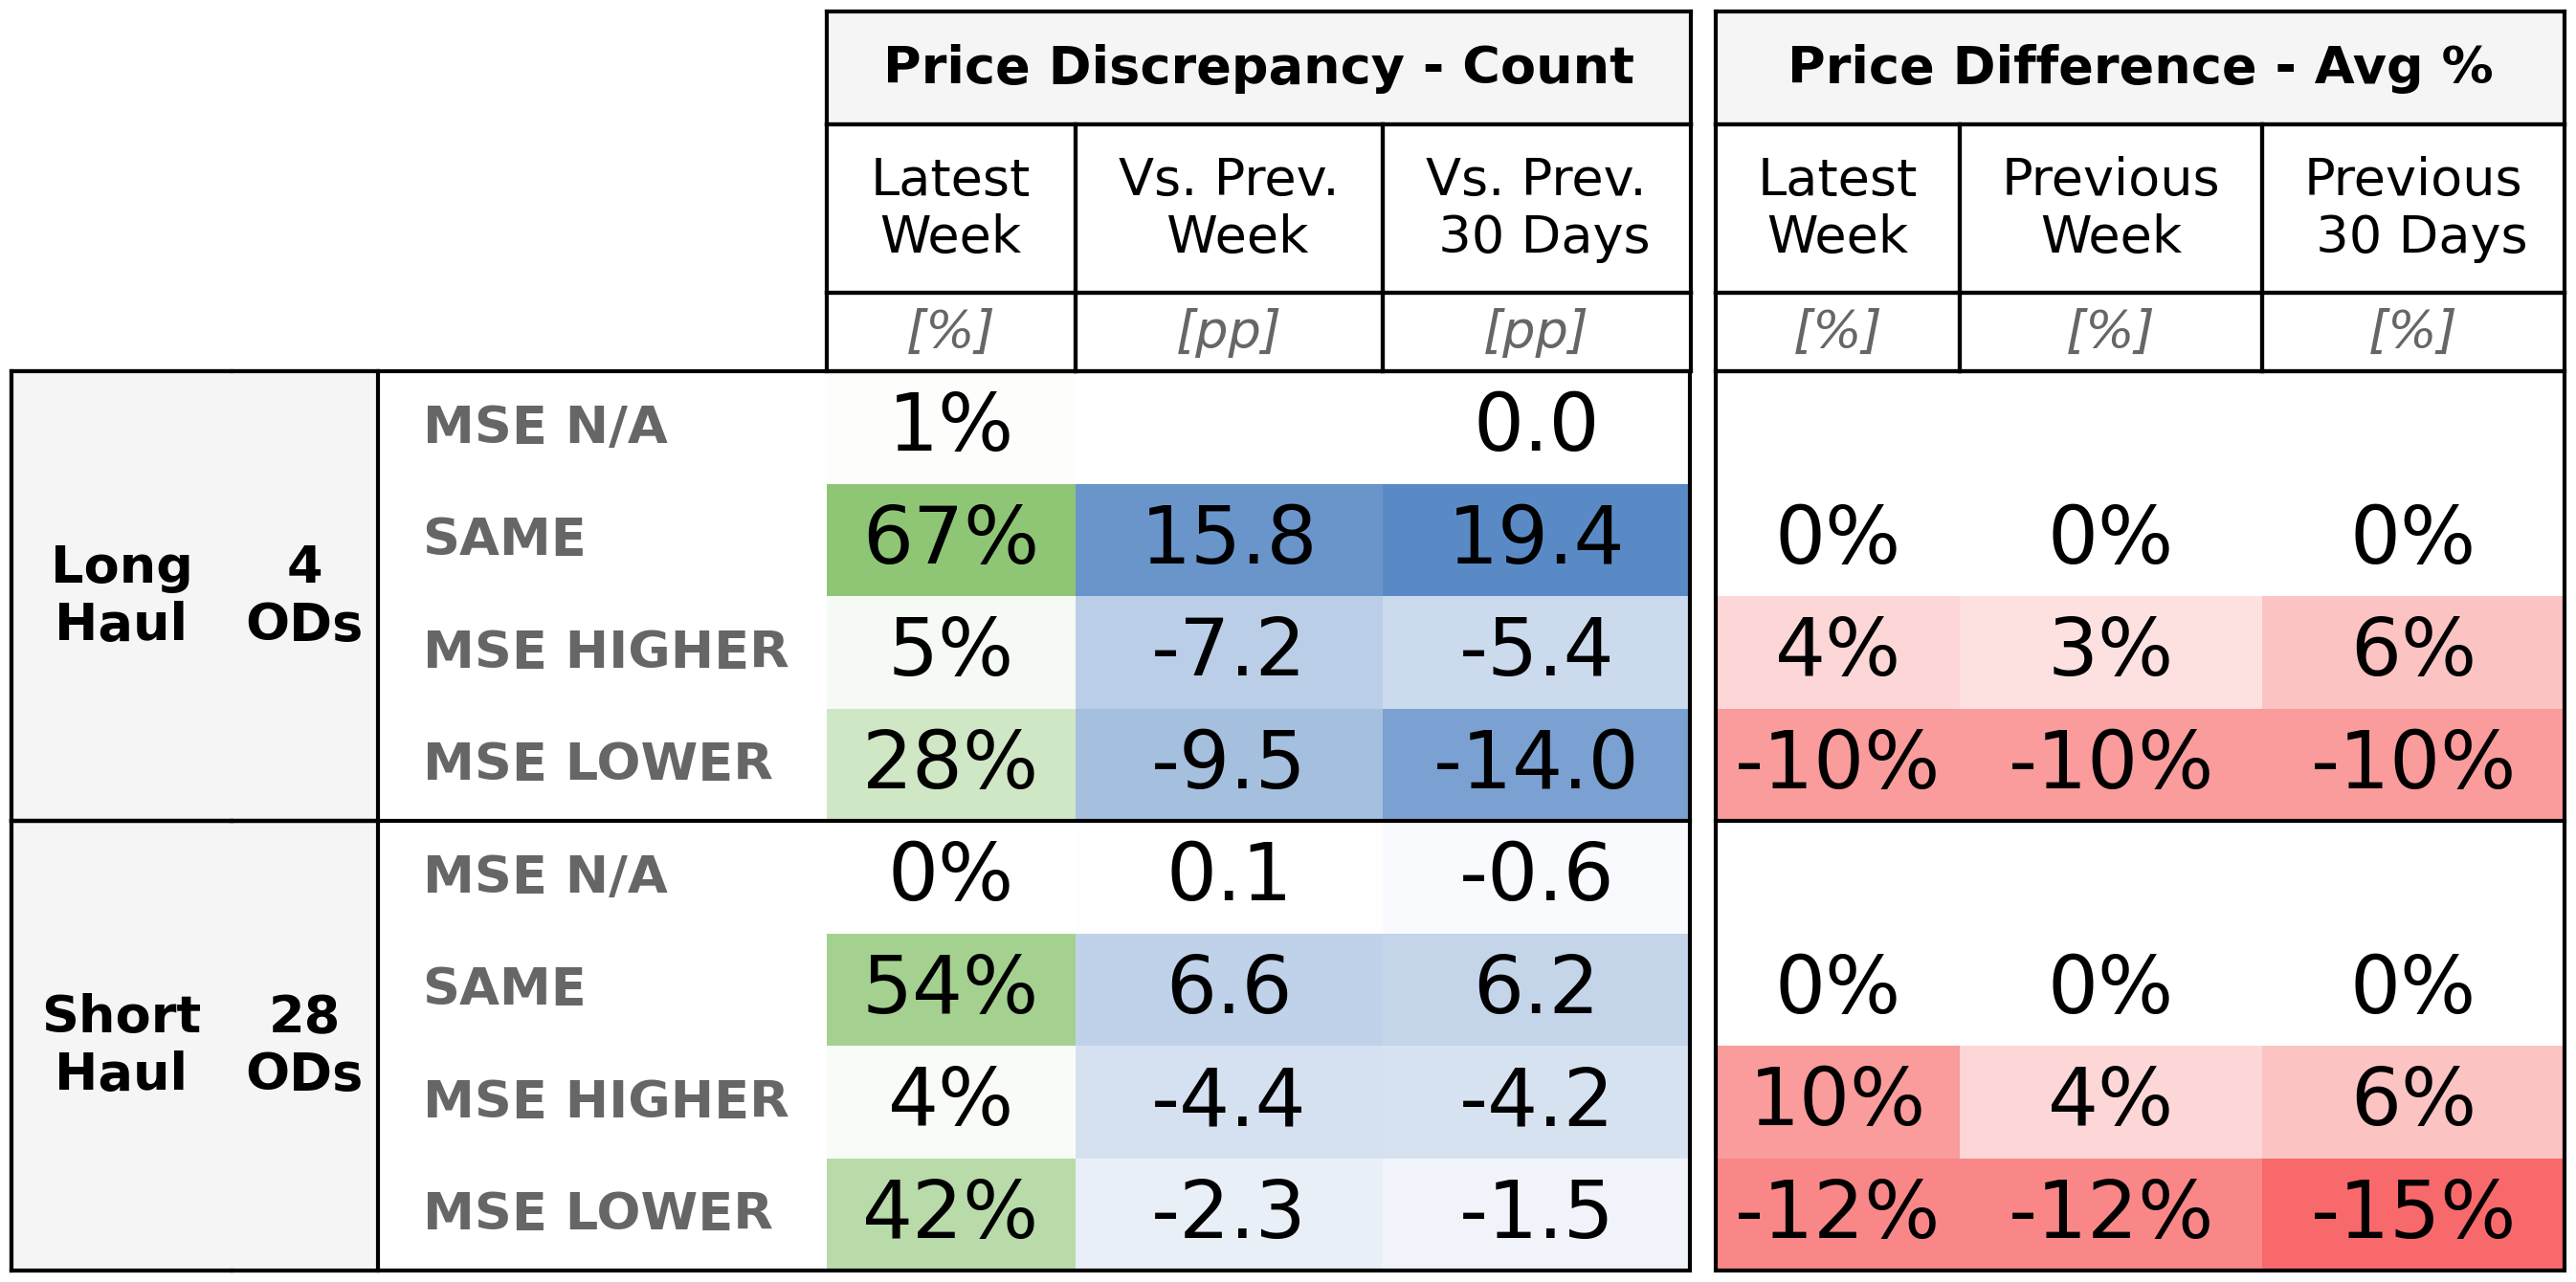 Price Discrepancy - Count Price Difference - Avg %
Latest Week Vs. Prev. Week Vs. Prev. 30 Days Latest Week Previous Week Previous 30 Days
[%] [pp] [pp] [%] [%] [%]
Long Haul 4 ODs
MSE N/A 1% 0.0
SAME 67% 15.8 19.4 0% 0% 0%
MSE HIGHER 5% -7.2 -5.4 4% 3% 6%
MSE LOWER 28% -9.5 -14.0 -10% -10% -10%
Short Haul 28 ODs
MSE N/A 0% 0.1 -0.6
SAME 54% 6.6 6.2 0% 0% 0%
MSE HIGHER 4% -4.4 -4.2 10% 4% 6%
MSE LOWER 42% -2.3 -1.5 -12% -12% -15%